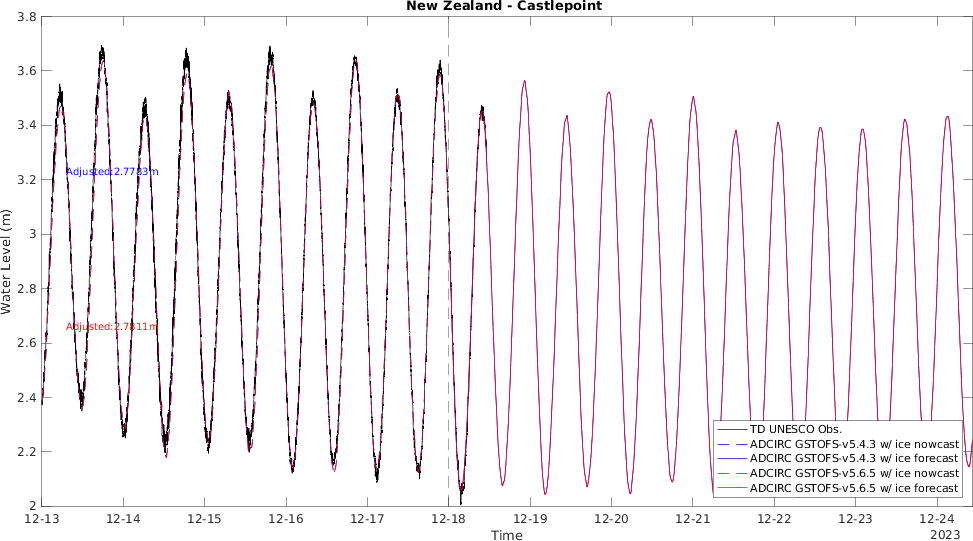 New Zealand - Castlepoint
Water Level (m)
3.8
3.6
3.4
3.2
3
2.8
2.6
2.4
2.2
2
Adjusted:2.7783m
Adjusted:2.7811m
TD UNESCO Obs.
ADCIRC GSTOFS-v5.4.3 w/ ice nowcast
ADCIRC GSTOFS-v5.4.3 w/ ice forecast
ADCIRC GSTOFS-v5.6.5 w/ ice nowcast
ADCIRC GSTOFS-v5.6.5 w/ ice forecast
12-13 12-14 12-15 12-16 12-17 12-18 12-19 12-20 12-21 12-22 12-23 12-24
Time
2023